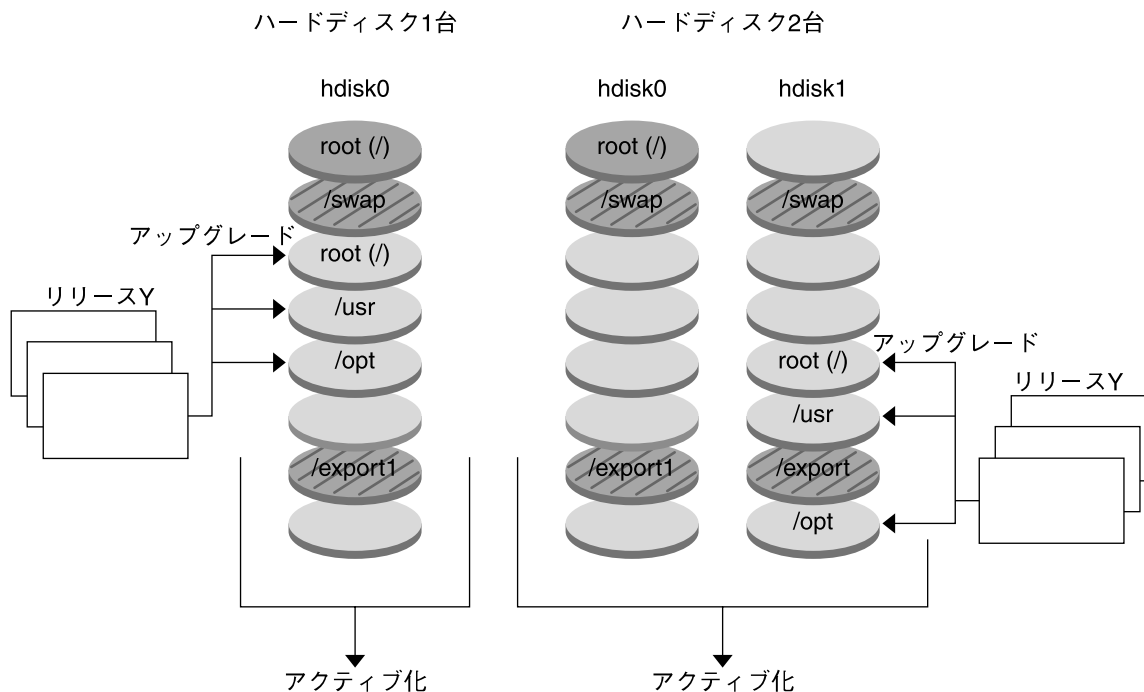 ハードディスク1台
hdisk0
root (/)
/swap
アップグレード
root (/)
リリースY
/usr
/opt
/export1
アクティブ化
ハードディスク2台
hdisk0
hdisk1
root (/)
/swap
/swap
アップグレード
root (/)
リリースY
/usr
/export1
/export
/opt
アクティブ化